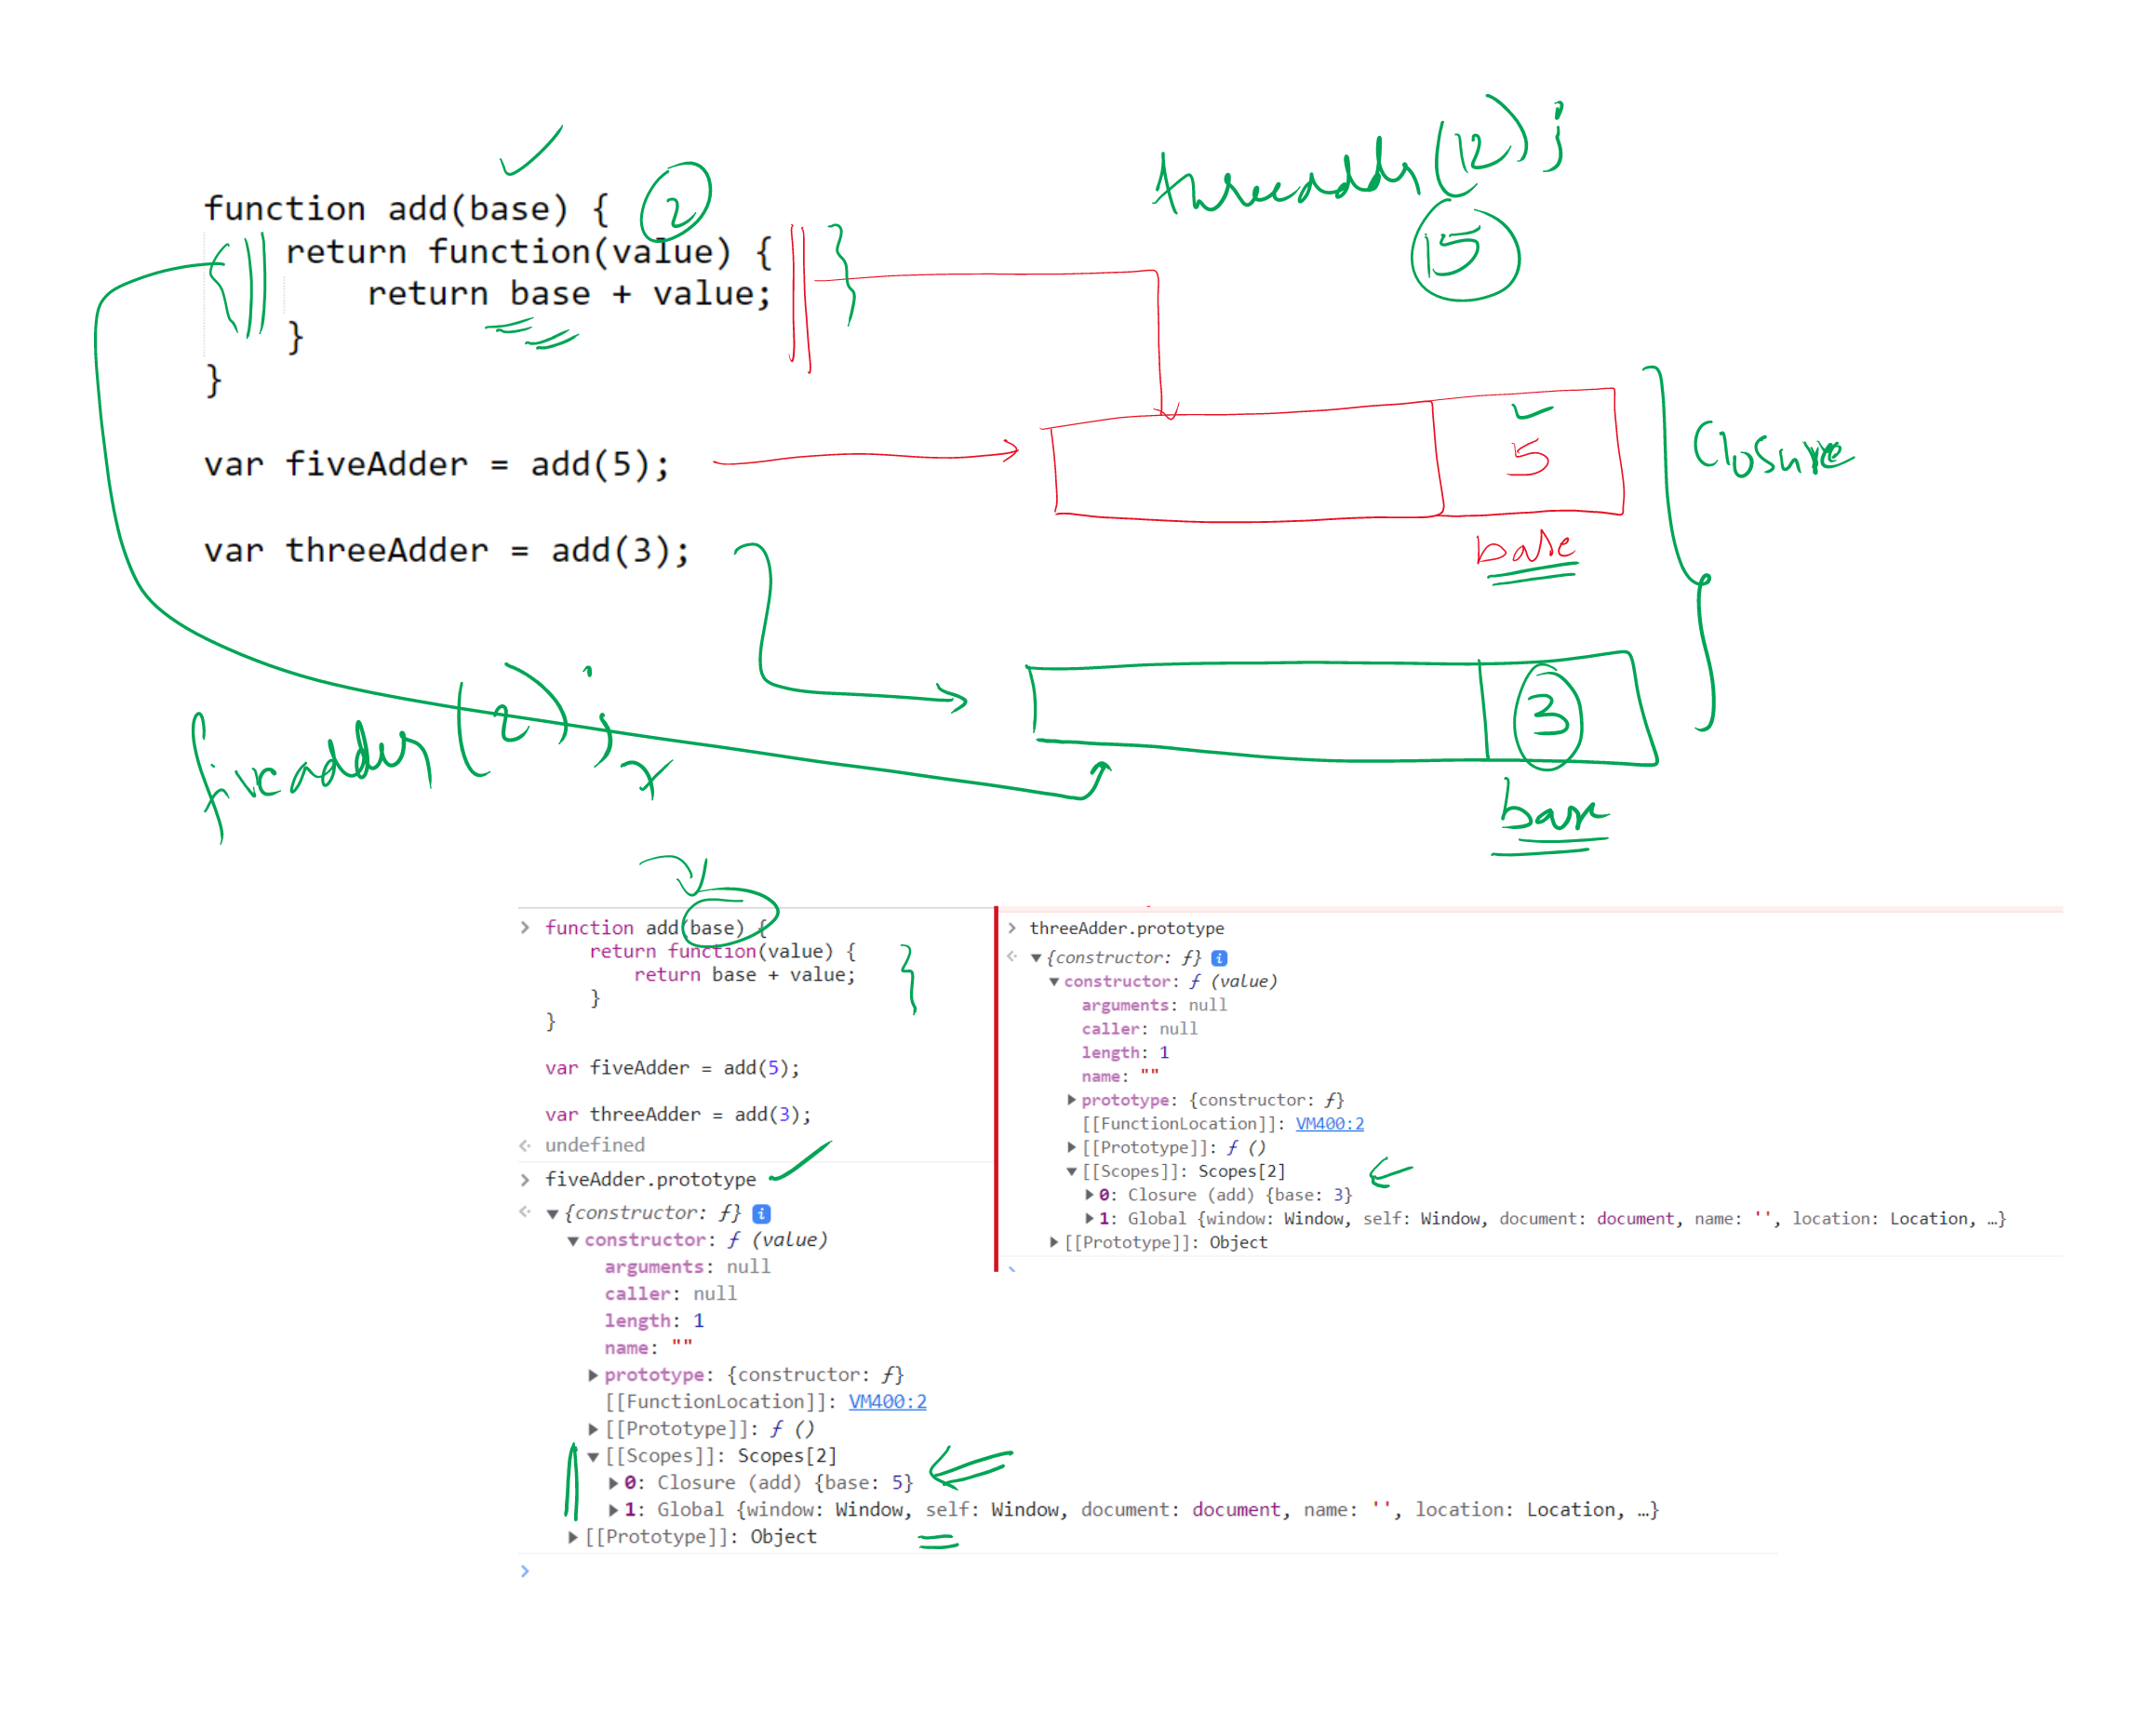 threeadder(12);
15
function add(base) {
2
return function(value) {
return base + value;
}
}
var fiveAdder = add(5);
5
base
Closure
var threeAdder = add(3);
3
base
fiveadder(2);
function add(base) {
return function(value) {
return base + value;
}
}
var fiveAdder = add(5);
var threeAdder = add(3);
undefined
fiveAdder.prototype
{constructor: ƒ} i
constructor: ƒ (value)
arguments: null
caller: null
length: 1
name: ""
prototype: {constructor: ƒ}
[[FunctionLocation]]: VM400:2
[[Prototype]]: ƒ ()
[[Scopes]]: Scopes[2]
0: Closure (add) {base: 5}
1: Global {window: Window, self: Window, document: document, name: '', location: Location, …}
[[Prototype]]: Object
threeAdder.prototype
{constructor: ƒ} i
constructor: ƒ (value)
arguments: null
caller: null
length: 1
name: ""
prototype: {constructor: ƒ}
[[FunctionLocation]]: VM400:2
[[Prototype]]: ƒ ()
[[Scopes]]: Scopes[2]
0: Closure (add) {base: 3}
1: Global {window: Window, self: Window, document: document, name: '', location: Location, …}
[[Prototype]]: Object